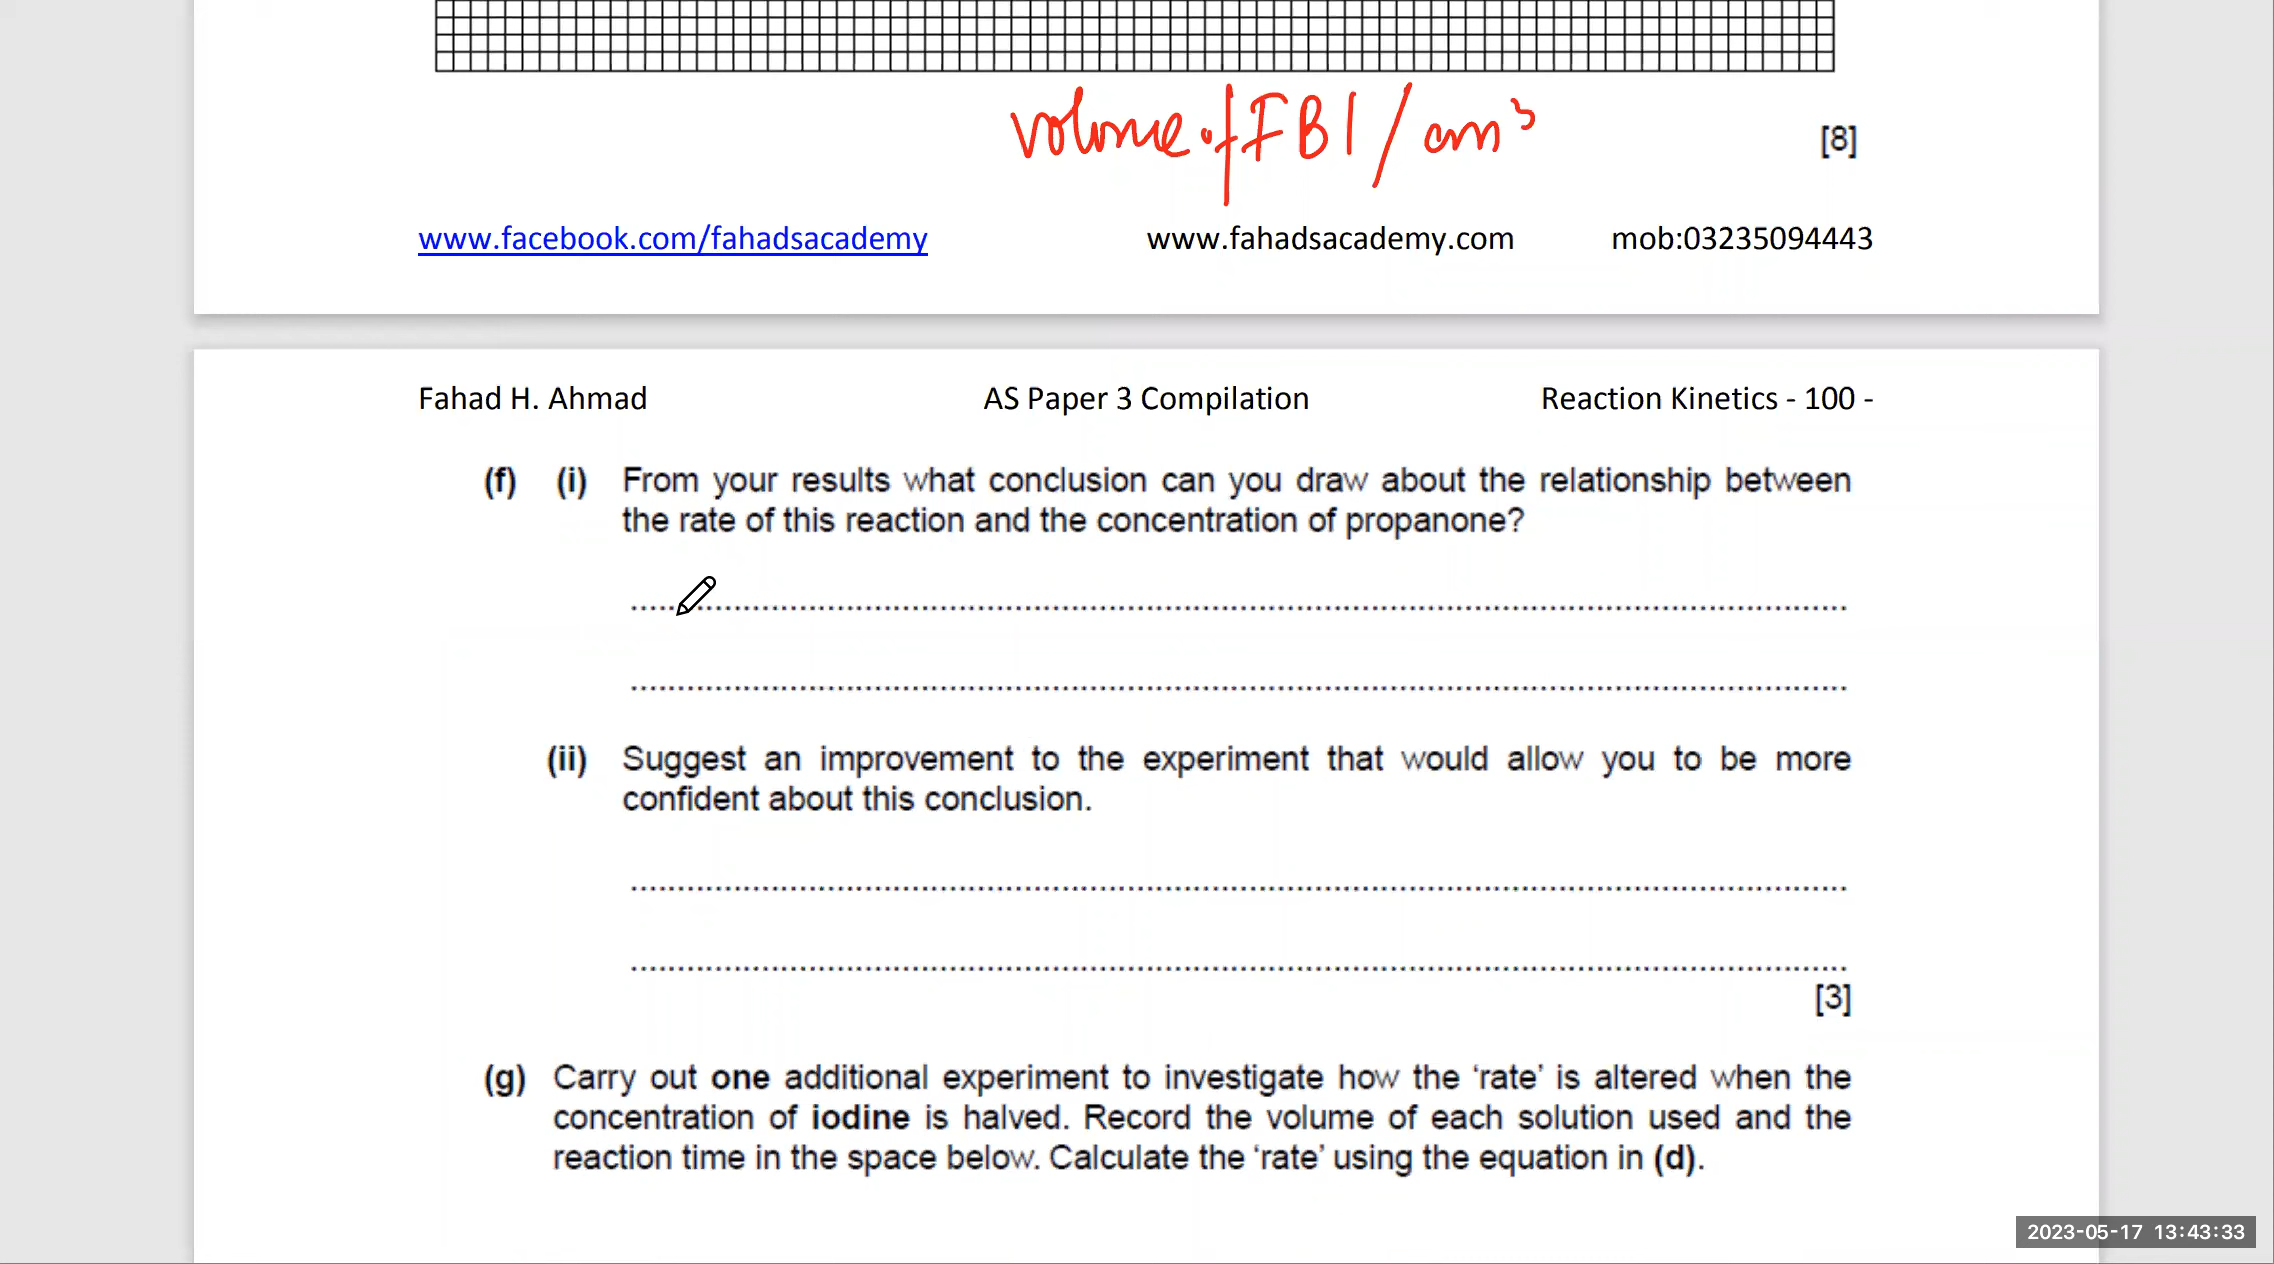 volume of FB1/cm³
[8]
www.facebook.com/fahadsacademy www.fahadsacademy.com mob:03235094443
Fahad H. Ahmad AS Paper 3 Compilation Reaction Kinetics - 100 -
(f) (i) From your results what conclusion can you draw about the relationship between
the rate of this reaction and the concentration of propanone?
(ii) Suggest an improvement to the experiment that would allow you to be more
confident about this conclusion.
[3]
(g) Carry out one additional experiment to investigate how the ‘rate’ is altered when the
concentration of iodine is halved. Record the volume of each solution used and the
reaction time in the space below. Calculate the ‘rate’ using the equation in (d).
2023-05-17 13:43:33